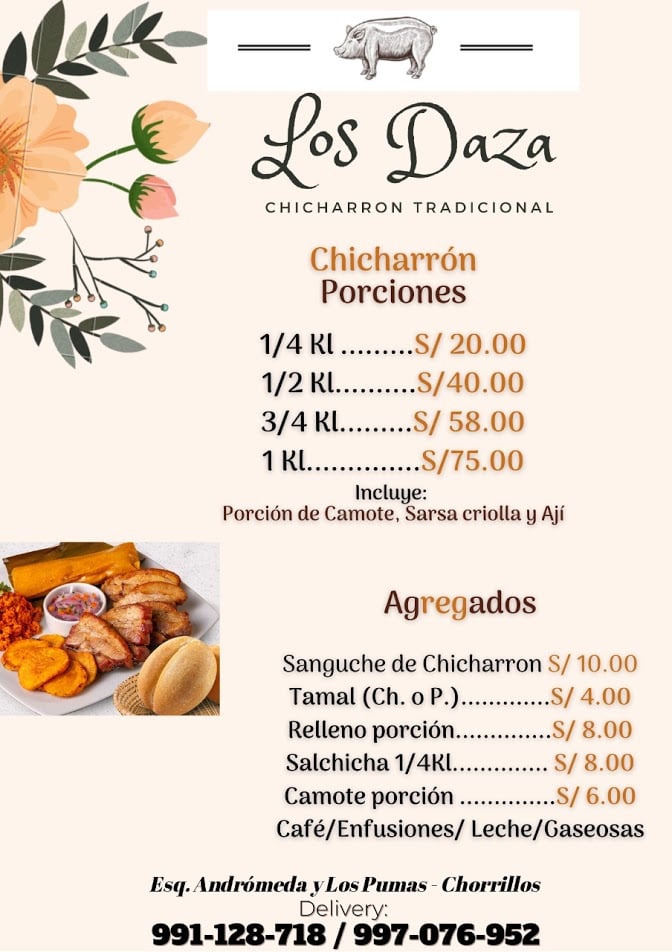 Los Daza
CHICHARRON TRADICIONAL
Chicharrón
Porciones
1/4 Kl .........S/ 20.00
1/2 Kl..........S/40.00
3/4 Kl.........S/ 58.00
1 Kl..............S/75.00
Incluye:
Porción de Camote, Sarsa criolla y Ají
Agregados
Sanguche de Chicharron S/ 10.00
Tamal (Ch. o P.).............S/ 4.00
Relleno porción..............S/ 8.00
Salchicha 1/4Kl.............. S/ 8.00
Camote porción ..............S/ 6.00
Café/Enfusiones/ Leche/Gaseosas
Esq. Andrómeda y Los Pumas - Chorrillos
Delivery:
991-128-718 / 997-076-952